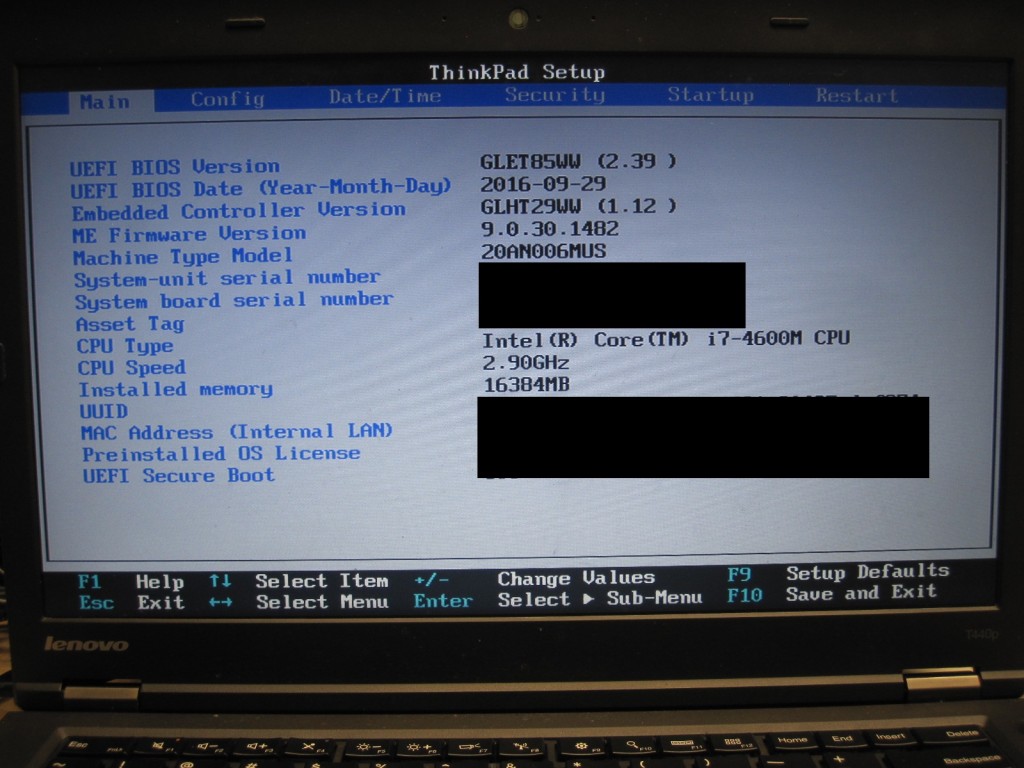 ThinkPad Setup
Main Config Date/Time Security Startup Restart
UEFI BIOS Version GLET85WW (2.39 )
UEFI BIOS Date (Year-Month-Day) 2016-09-29
Embedded Controller Version GLHT29WW (1.12 )
ME Firmware Version 9.0.30.1482
Machine Type Model 20AN006MUS
System-unit serial number
System board serial number
Asset Tag
CPU Type Intel(R) Core(TM) i7-4600M CPU
CPU Speed 2.90GHz
Installed memory 16384MB
UUID
MAC Address (Internal LAN)
Preinstalled OS License
UEFI Secure Boot
F1 Help ↑↓ Select Item +/- Change Values F9 Setup Defaults
Esc Exit ←→ Select Menu Enter Select ▶ Sub-Menu F10 Save and Exit
lenovo T440p
Esc Home End Insert Delete
Backspace